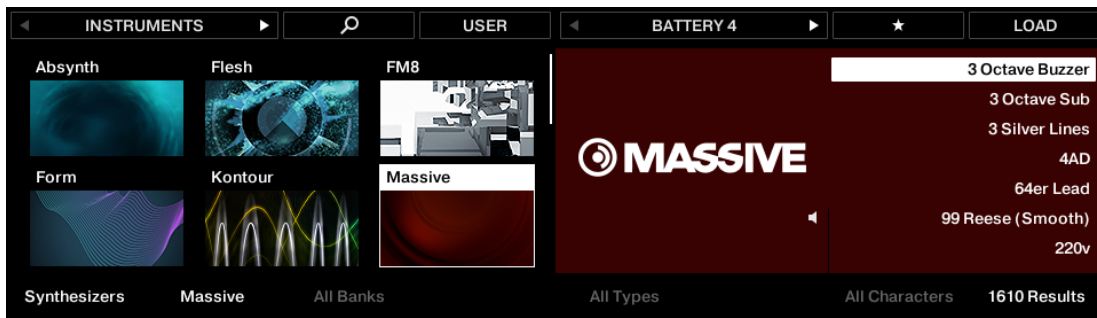 INSTRUMENTS
USER
BATTERY 4
LOAD
Absynth
Flesh
FM8
Form
Kontour
Massive
MASSIVE
3 Octave Buzzer
3 Octave Sub
3 Silver Lines
4AD
64er Lead
99 Reese (Smooth)
220v
Synthesizers
Massive
All Banks
All Types
All Characters
1610 Results